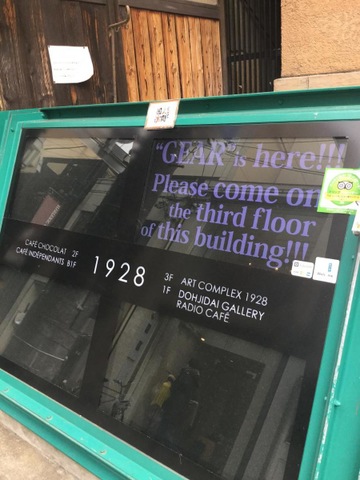 "GEAR" is here!!!
Please come on
the third floor
of this building!!!
CAFÉ CHOCOLAT 2F
CAFÉ INDÉPENDANTS B1F
1928
3F ART COMPLEX 1928
1F DOHJIDAI GALLERY
RADIO CAFÉ